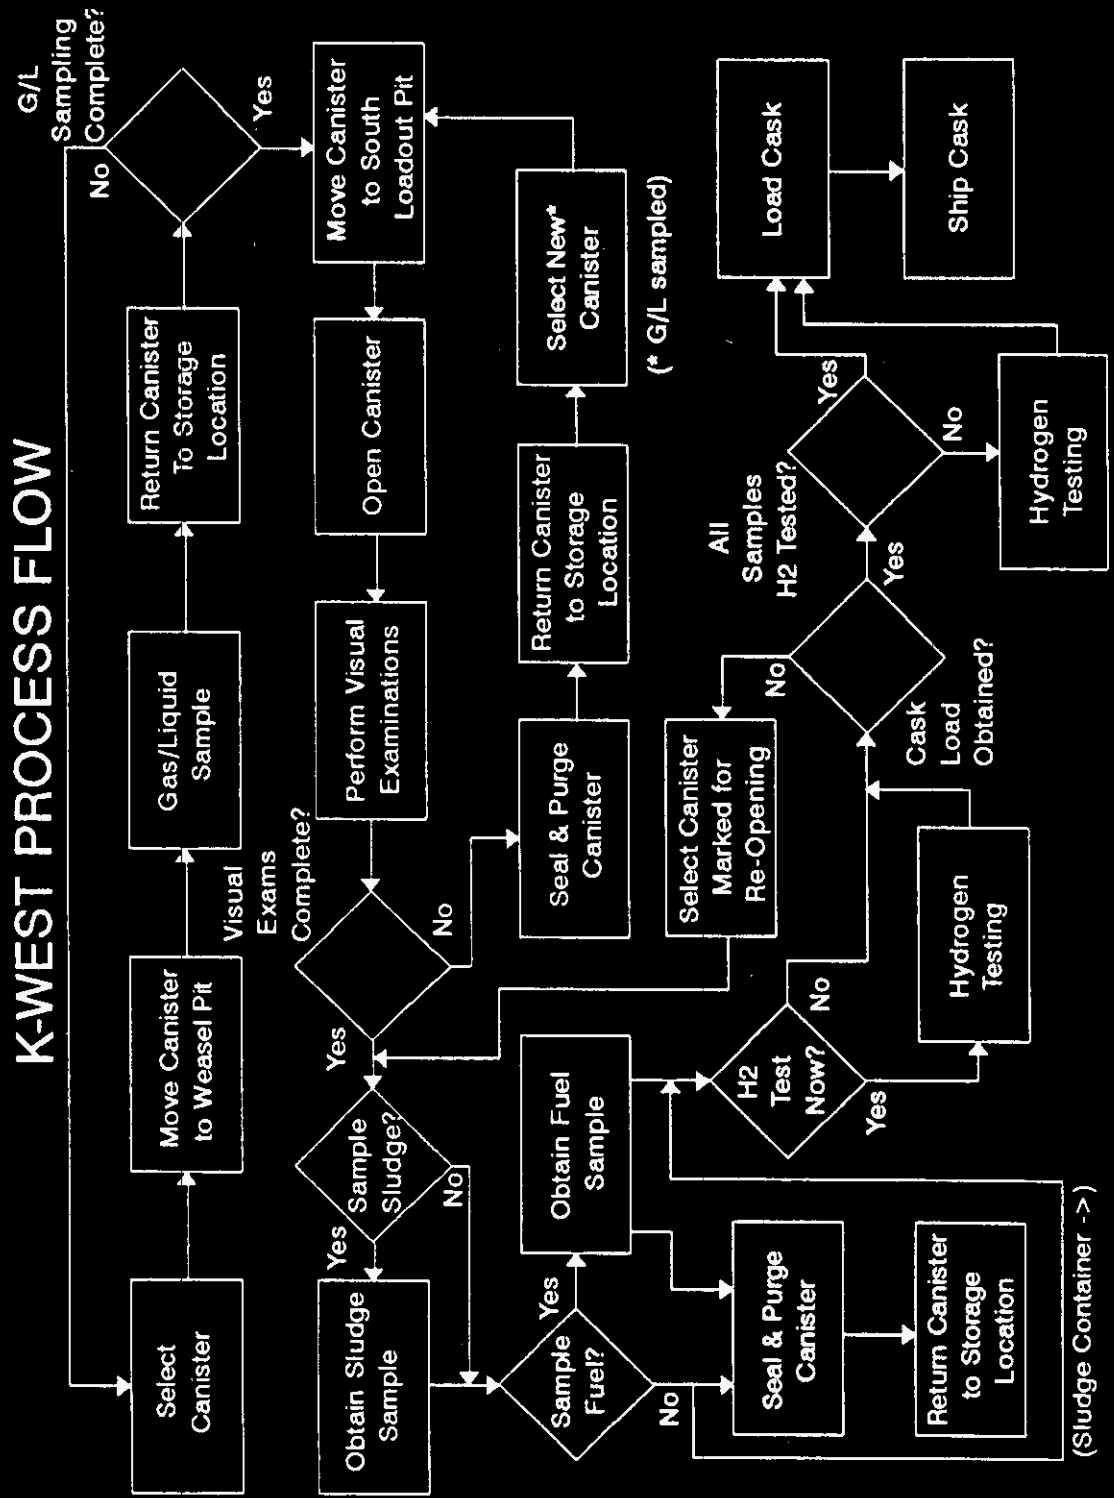 K-WEST PROCESS FLOW
Select
Canister
Move Canister
to Weasel Pit
Gas/Liquid
Sample
Return Canister
To Storage
Location
G/L
Sampling
Complete?
No
Yes
Move Canister
to South
Loadout Pit
Open Canister
Perform Visual
Examinations
Visual
Exams
Complete?
No
Yes
Seal & Purge
Canister
Return Canister
to Storage
Location
Select New*
Canister
(* G/L sampled)
Sample
Sludge?
Yes
No
Obtain Sludge
Sample
Sample
Fuel?
Yes
No
Obtain Fuel
Sample
Seal & Purge
Canister
Return Canister
to Storage
Location
(Sludge Container ->)
H2
Test
Now?
Yes
No
Hydrogen
Testing
Cask
Load
Obtained?
No
Yes
Select Canister
Marked for
Re-Opening
All
Samples
H2 Tested?
Yes
No
Hydrogen
Testing
Load Cask
Ship Cask